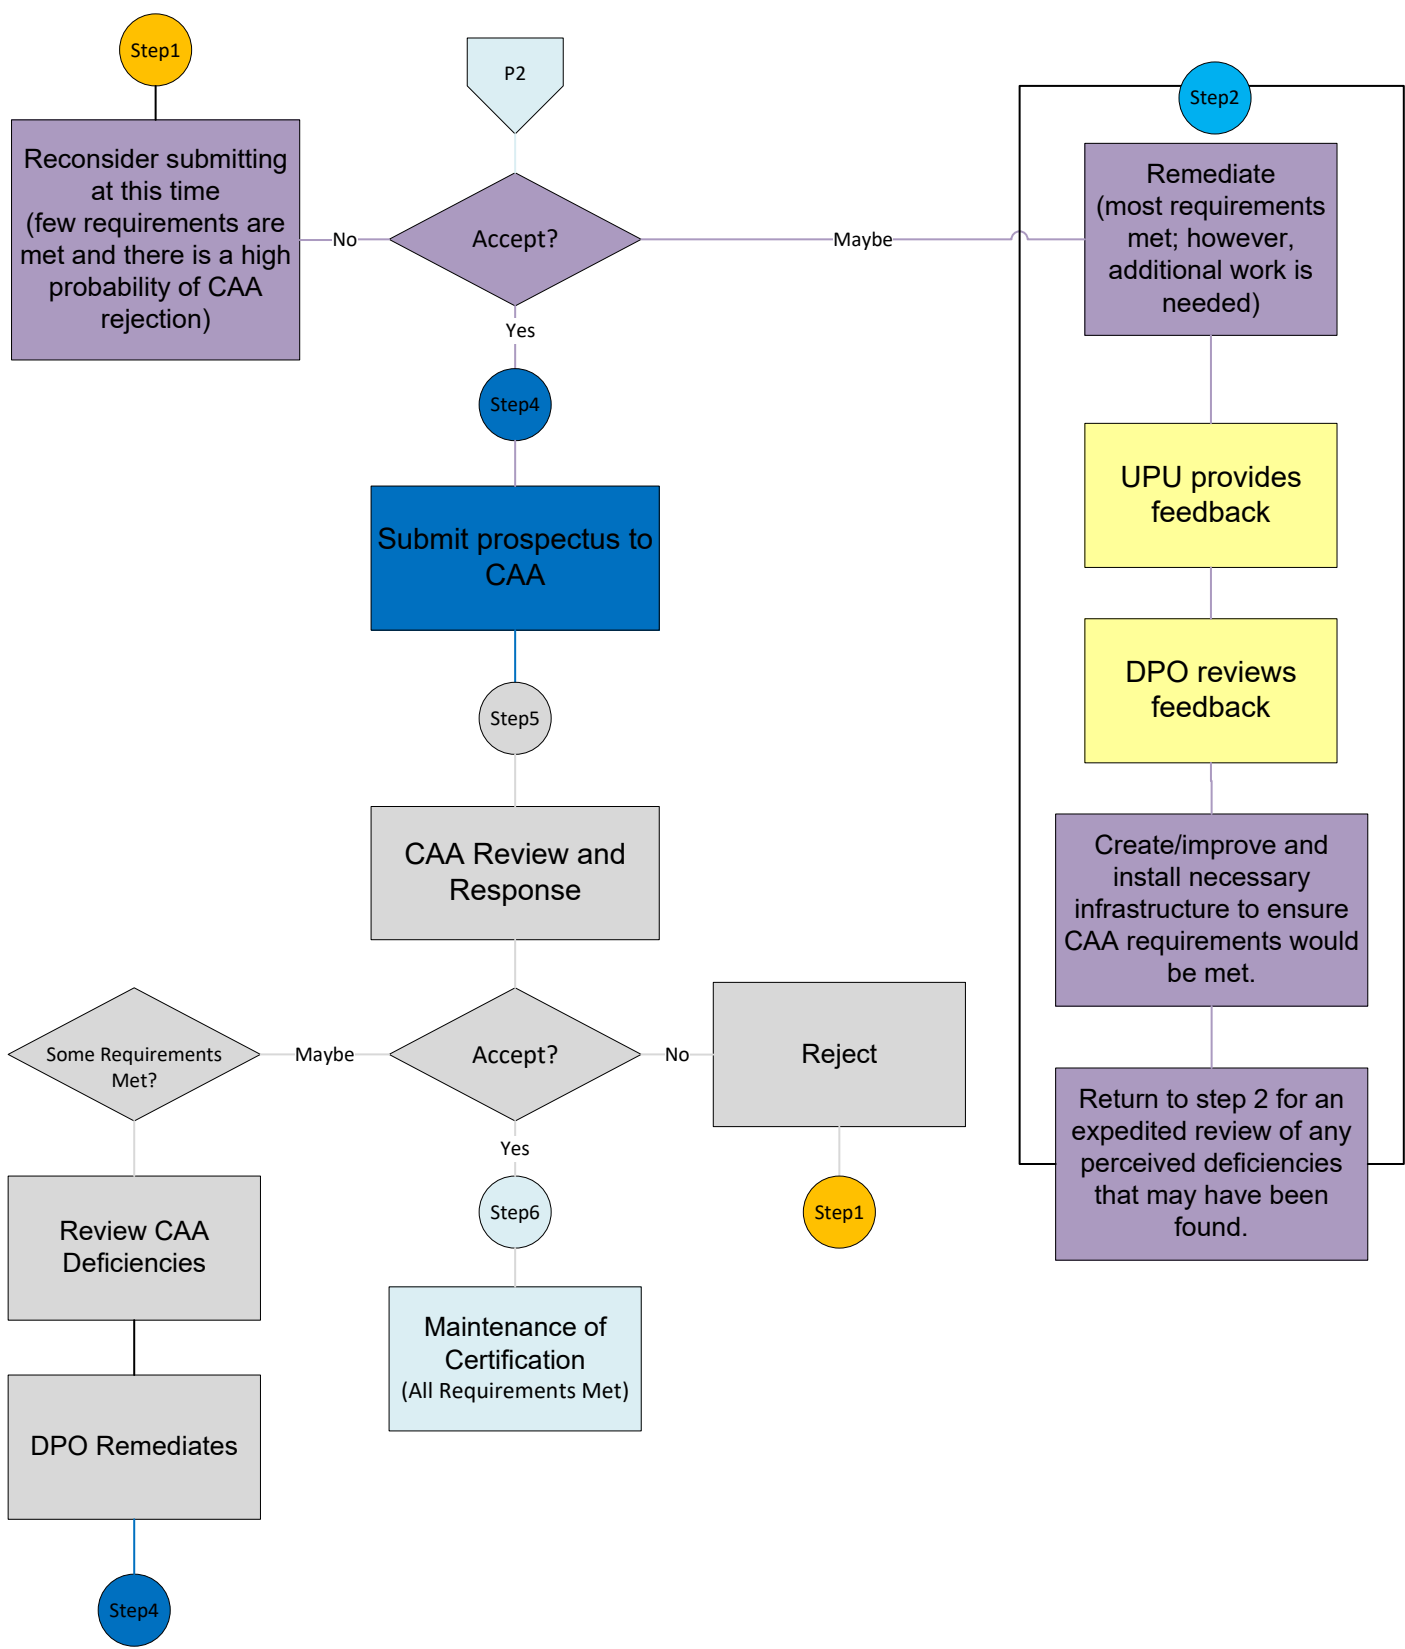 Step1
P2
Step2
Reconsider submitting
at this time
(few requirements are
met and there is a high
probability of CAA
rejection)
No
Accept?
Maybe
Remediate
(most requirements
met; however,
additional work is
needed)
Yes
Step4
UPU provides
feedback
Submit prospectus to
CAA
DPO reviews
feedback
Step5
CAA Review and
Response
Create/improve and
install necessary
infrastructure to ensure
CAA requirements would
be met.
Some Requirements
Met?
Maybe
Accept?
No
Reject
Return to step 2 for an
expedited review of any
perceived deficiencies
that may have been
found.
Yes
Step6
Step1
Review CAA
Deficiencies
Maintenance of
Certification
(All Requirements Met)
DPO Remediates
Step4